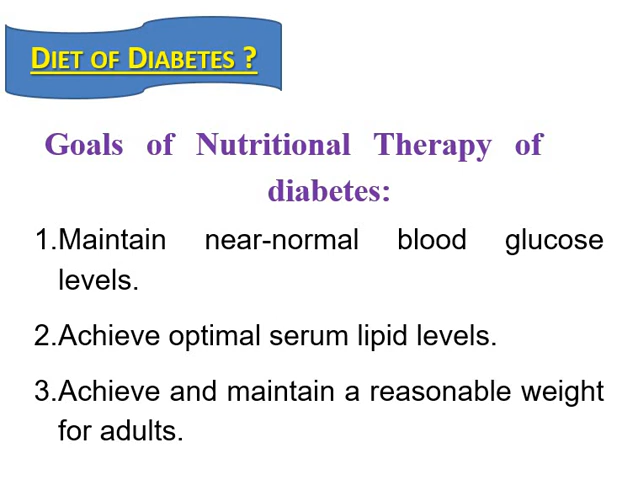 DIET OF DIABETES ?
Goals of Nutritional Therapy of
diabetes:
1.Maintain near-normal blood glucose
levels.
2.Achieve optimal serum lipid levels.
3.Achieve and maintain a reasonable weight
for adults.